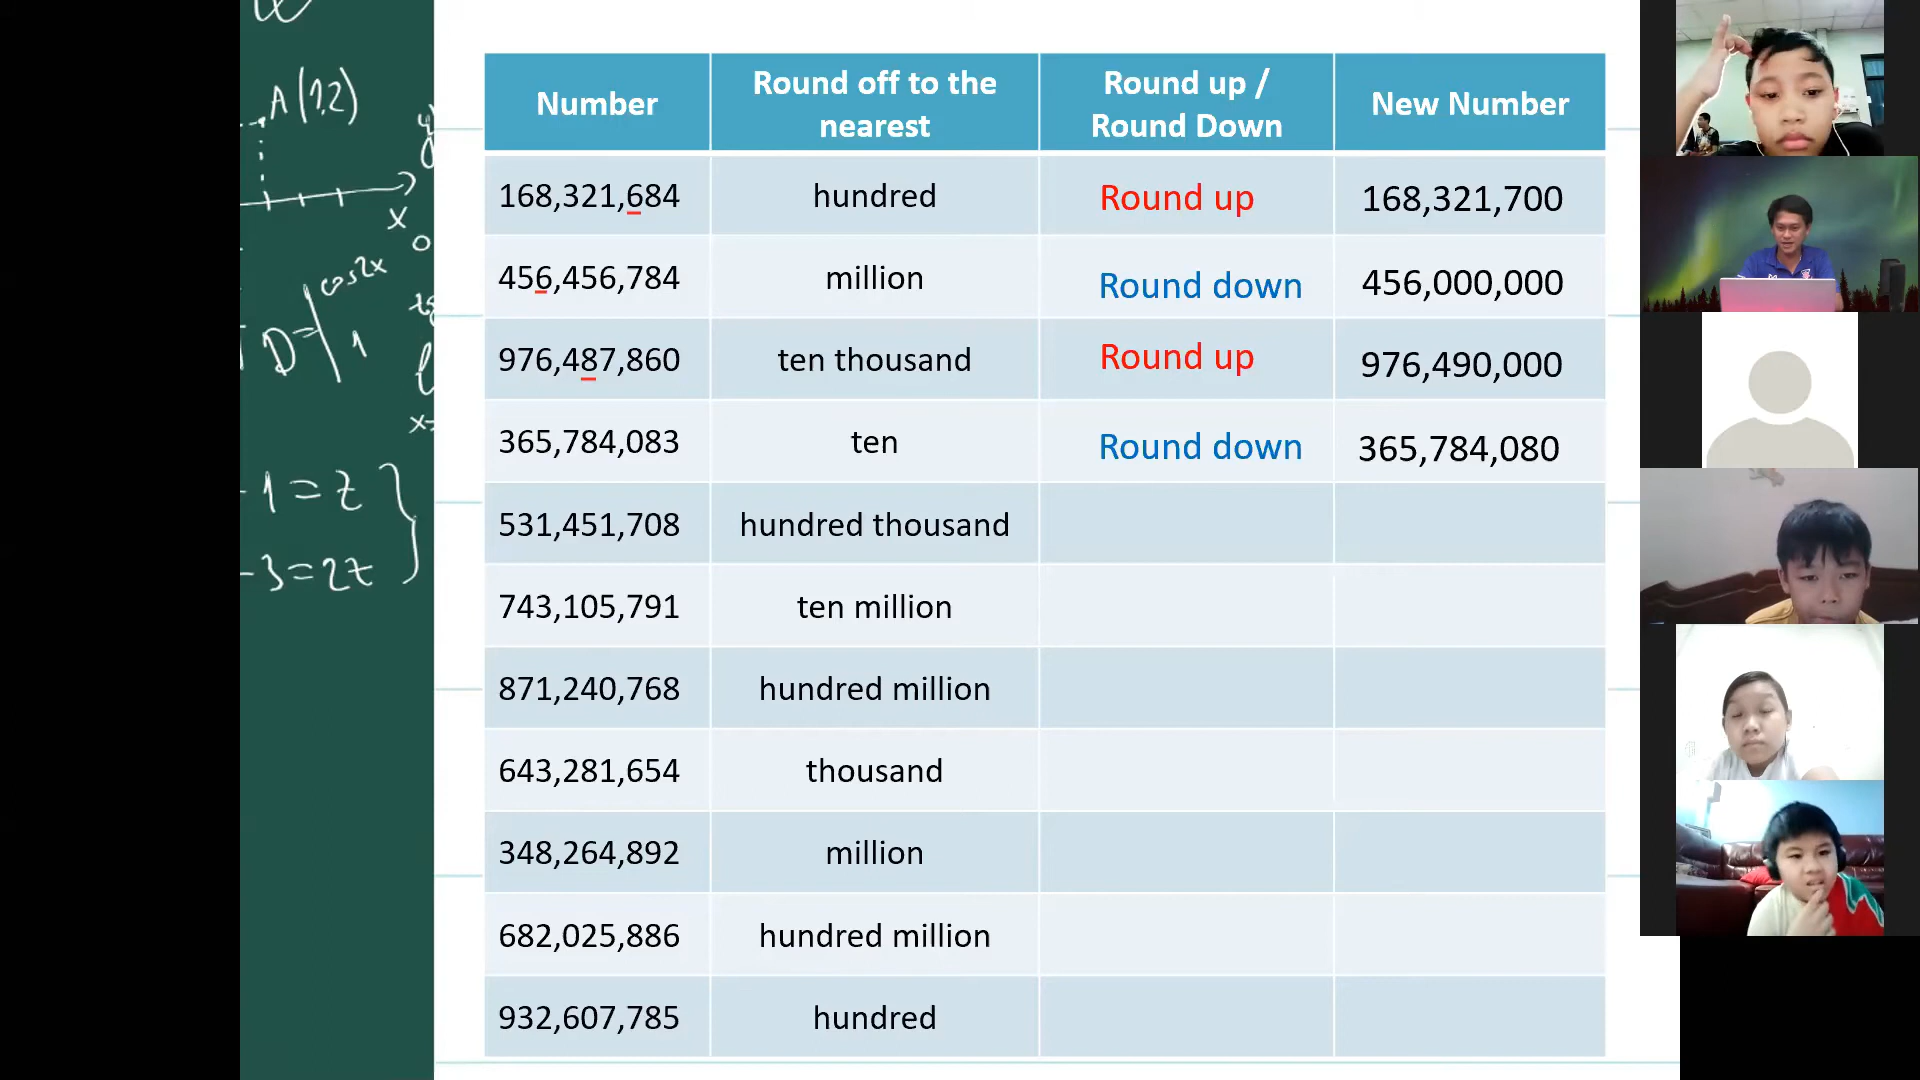 A(1,2)
x
0
cos2x
D=
1
-1=z
-3=2z
Number Round off to the nearest Round up / Round Down New Number
168,321,684 hundred Round up 168,321,700
456,456,784 million Round down 456,000,000
976,487,860 ten thousand Round up 976,490,000
365,784,083 ten Round down 365,784,080
531,451,708 hundred thousand
743,105,791 ten million
871,240,768 hundred million
643,281,654 thousand
348,264,892 million
682,025,886 hundred million
932,607,785 hundred